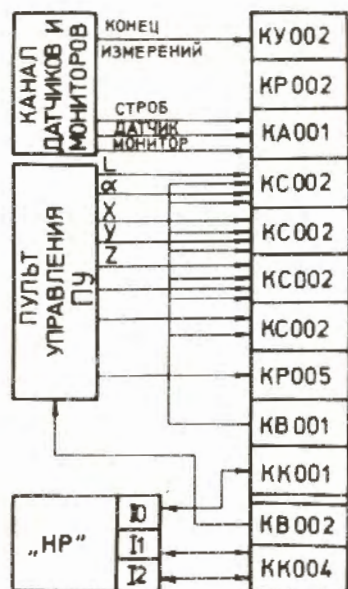 КАНАЛ
ДАТЧИКОВ И
МОНИТОРОВ
КОНЕЦ
ИЗМЕРЕНИЙ
СТРОБ
ДАТЧИК
МОНИТОР
ПУЛЬТ
УПРАВЛЕНИЯ
ПУ
L
α
X
У
Z
„НР"
I0
I1
I2
КУ002
КР002
КА001
КС002
КС002
КС002
КС002
КР005
КВ001
КК001
КВ002
КК004